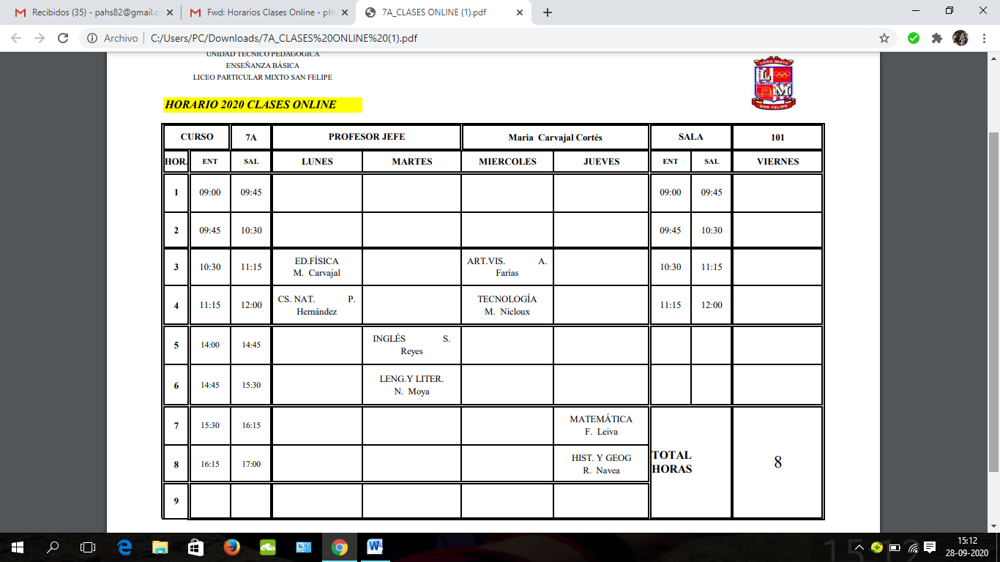 Recibidos (35) - pahs82@gmail.c
Fwd: Horarios Clases Online - ph
7A_CLASES ONLINE (1).pdf
Archivo C:/Users/PC/Downloads/7A_CLASES%20ONLINE%20(1).pdf
UNIDAD TECNICO PEDAGOGICA
ENSEÑANZA BÁSICA
LICEO PARTICULAR MIXTO SAN FELIPE
LICEO MIXTO
L M
SAN FELIPE
HORARIO 2020 CLASES ONLINE
CURSO 7A PROFESOR JEFE Maria Carvajal Cortés SALA 101
HORA ENT SAL LUNES MARTES MIERCOLES JUEVES ENT SAL VIERNES
1 09:00 09:45 09:00 09:45
2 09:45 10:30 09:45 10:30
3 10:30 11:15 ED.FÍSICA M. Carvajal ART.VIS. A. Farías 10:30 11:15
4 11:15 12:00 CS. NAT. P. Hernández TECNOLOGÍA M. Nicloux 11:15 12:00
5 14:00 14:45 INGLÉS S. Reyes
6 14:45 15:30 LENG.Y LITER. N. Moya
7 15:30 16:15 MATEMÁTICA F. Leiva
8 16:15 17:00 HIST. Y GEOG R. Navea
TOTAL HORAS 8
9
15:12
28-09-2020